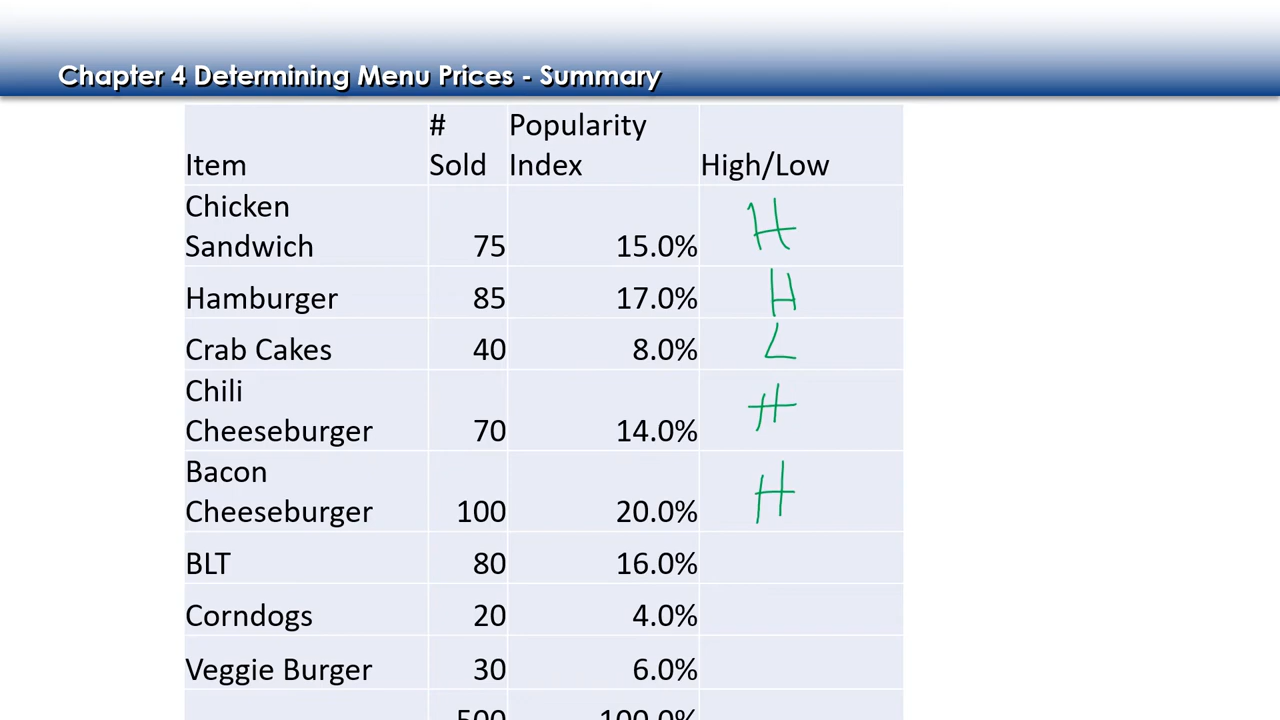 Chapter 4 Determining Menu Prices - Summary
Item # Sold Popularity Index High/Low
Chicken Sandwich 75 15.0% H
Hamburger 85 17.0% H
Crab Cakes 40 8.0% L
Chili Cheeseburger 70 14.0% H
Bacon Cheeseburger 100 20.0% H
BLT 80 16.0%
Corndogs 20 4.0%
Veggie Burger 30 6.0%
500 100.0%